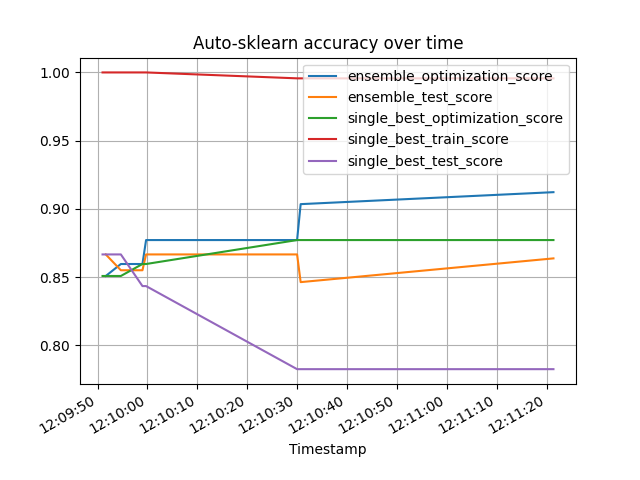 Auto-sklearn accuracy over time
1.00
0.95
0.90
0.85
0.80
ensemble_optimization_score
ensemble_test_score
single_best_optimization_score
single_best_train_score
single_best_test_score
12:09:50
12:10:00
12:10:10
12:10:20
12:10:30
12:10:40
12:10:50
12:11:00
12:11:10
12:11:20
Timestamp